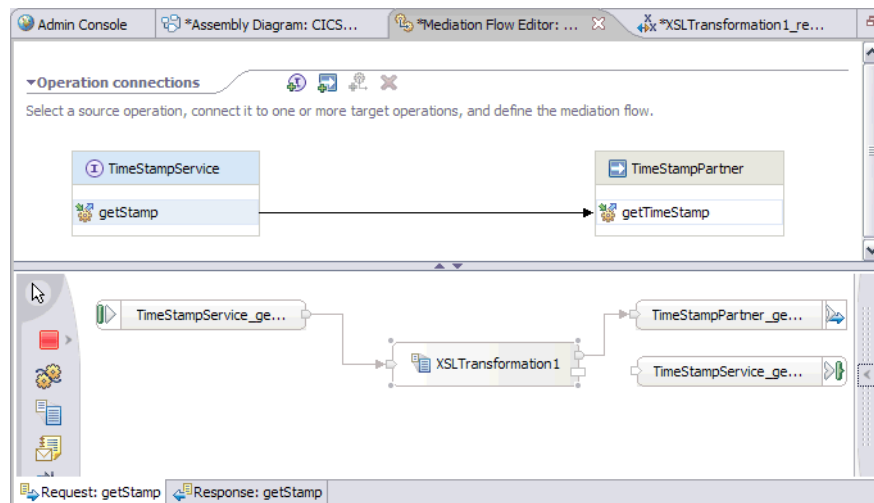 Admin Console
*Assembly Diagram: CICS...
*Mediation Flow Editor: ...
*XSLTransformation1_re...
Operation connections
Select a source operation, connect it to one or more target operations, and define the mediation flow.
TimeStampService
TimeStampPartner
getStamp
getTimeStamp
TimeStampService_ge...
TimeStampPartner_ge...
XSLTransformation1
TimeStampService_ge...
Request: getStamp
Response: getStamp